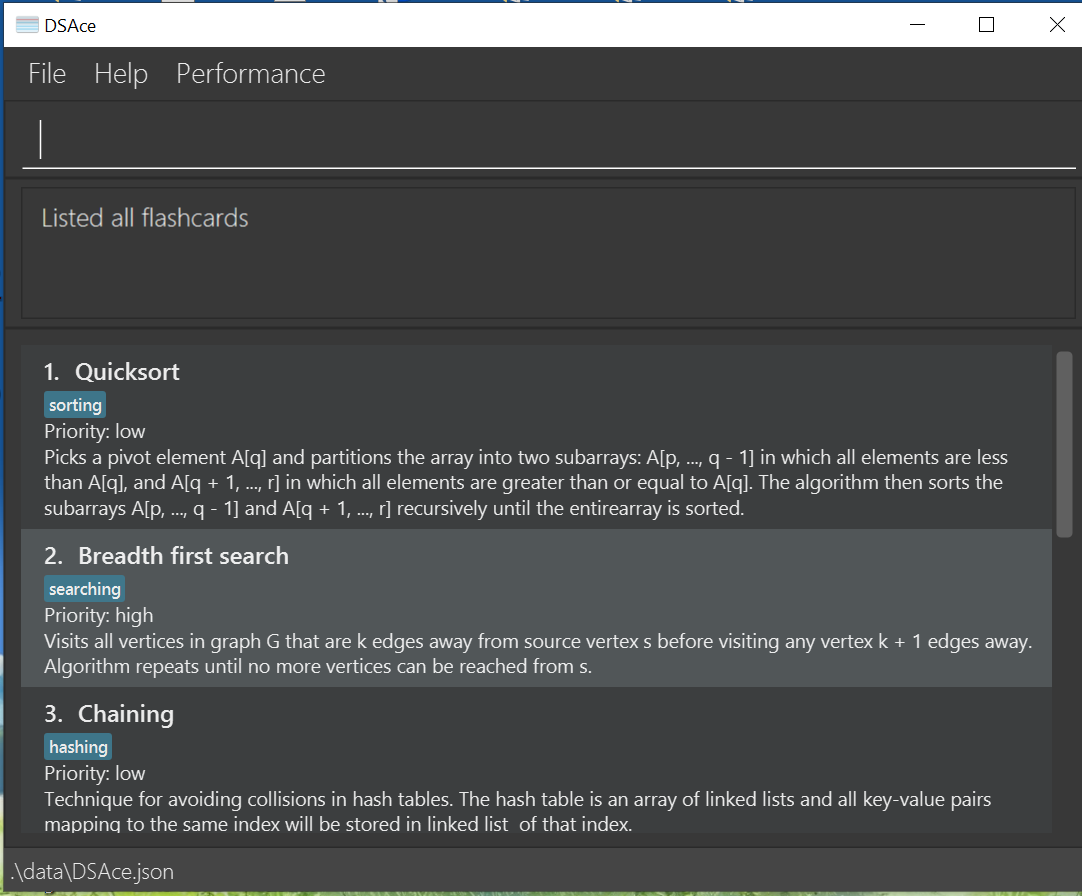 DSAce
File Help Performance
Listed all flashcards
1. Quicksort
sorting
Priority: low
Picks a pivot element A[q] and partitions the array into two subarrays: A[p, ..., q - 1] in which all elements are less
than A[q], and A[q + 1, ..., r] in which all elements are greater than or equal to A[q]. The algorithm then sorts the
subarrays A[p, ..., q - 1] and A[q + 1, ..., r] recursively until the entirearray is sorted.
2. Breadth first search
searching
Priority: high
Visits all vertices in graph G that are k edges away from source vertex s before visiting any vertex k + 1 edges away.
Algorithm repeats until no more vertices can be reached from s.
3. Chaining
hashing
Priority: low
Technique for avoiding collisions in hash tables. The hash table is an array of linked lists and all key-value pairs
mapping to the same index will be stored in linked list  of that index.
.\data\DSAce.json